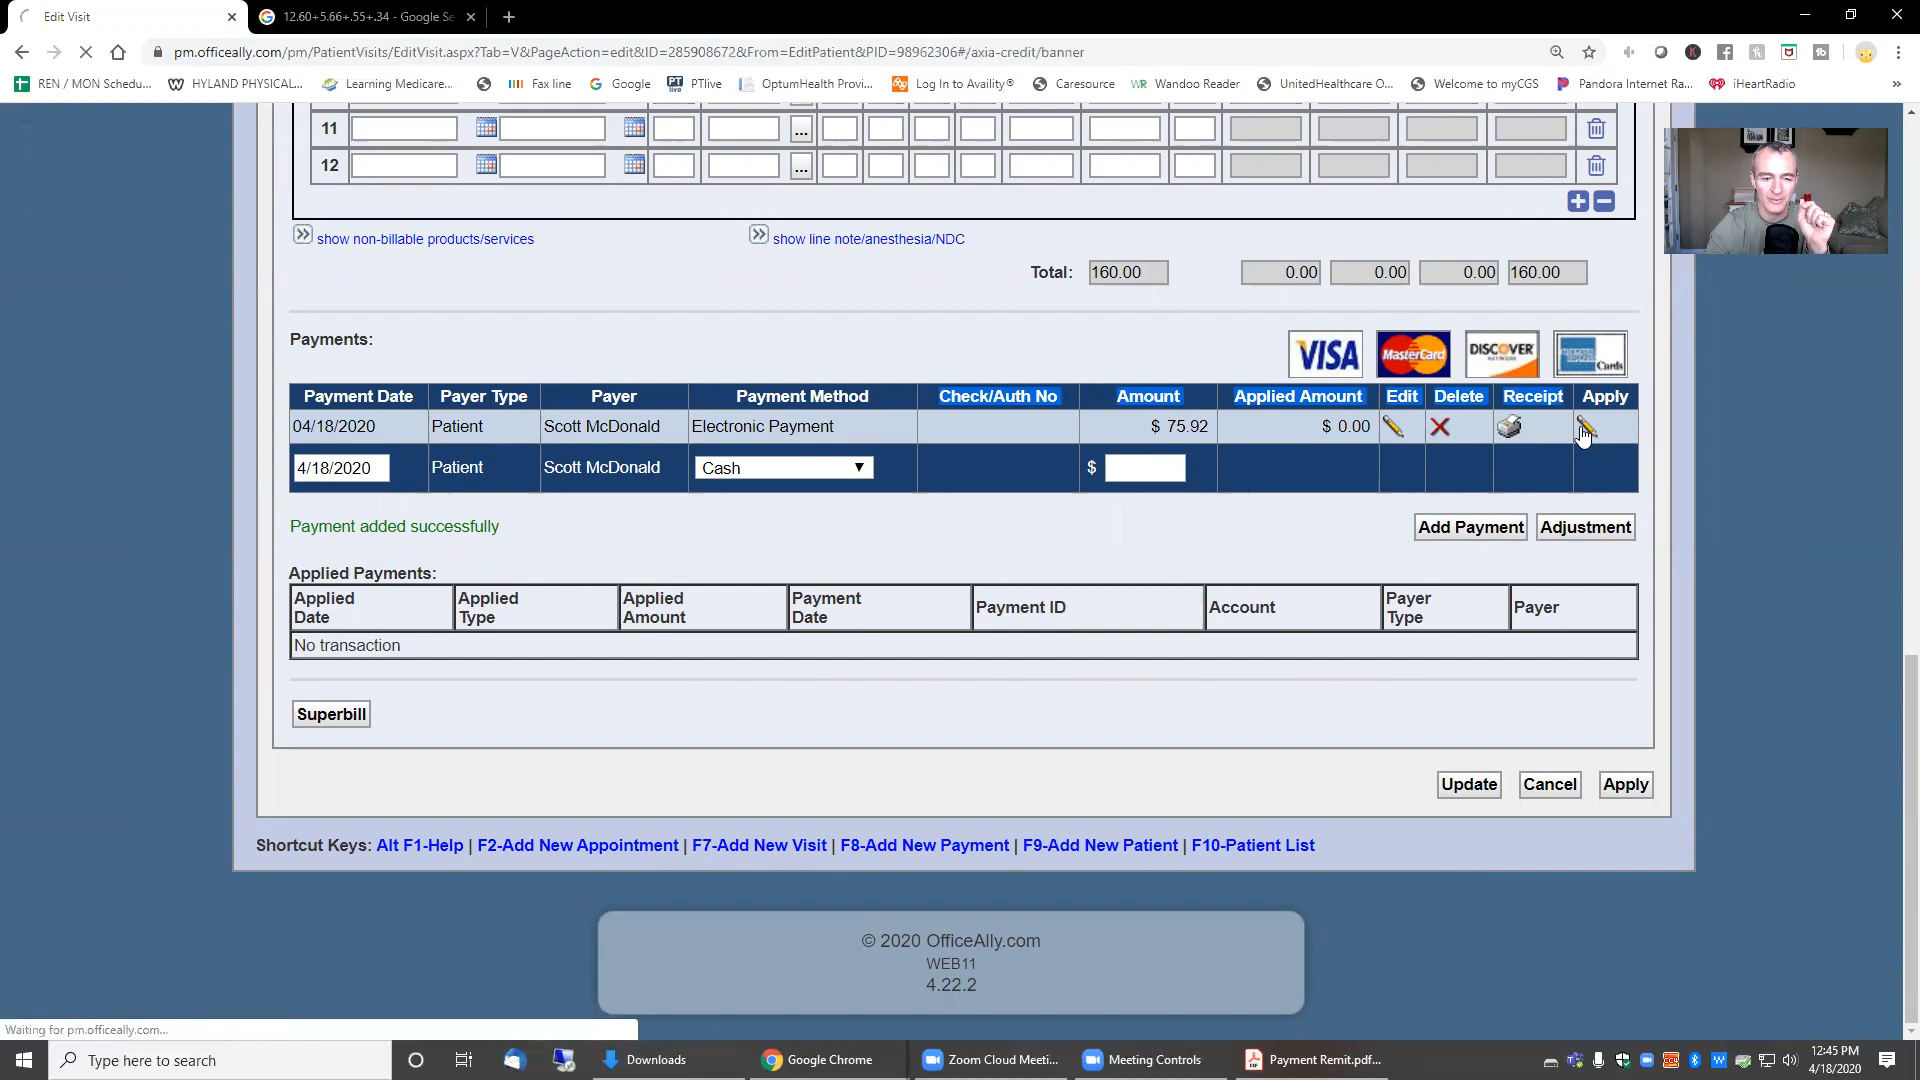 Edit Visit
12.60+5.66+.55+.34 - Google Se
pm.officeally.com/pm/PatientVisits/EditVisit.aspx?Tab=V&PageAction=edit&ID=285908672&From=EditPatient&PID=98962306#/axia-credit/banner
REN / MON Schedu... HYLAND PHYSICAL... Learning Medicare... Fax line Google PTlive OptumHealth Provi... Log In to Availity® Caresource Wandoo Reader UnitedHealthcare O... Welcome to myCGS Pandora Internet Ra... iHeartRadio »
11 ...
12 ...
show non-billable products/services show line note/anesthesia/NDC
Total: 160.00 0.00 0.00 0.00 160.00
Payments: VISA MasterCard DISCOVER NETWORK Cards
Payment Date Payer Type Payer Payment Method Check/Auth No Amount Applied Amount Edit Delete Receipt Apply
04/18/2020 Patient Scott McDonald Electronic Payment $ 75.92 $ 0.00
4/18/2020 Patient Scott McDonald Cash $
Payment added successfully Add Payment Adjustment
Applied Payments:
Applied Date Applied Type Applied Amount Payment Date Payment ID Account Payer Type Payer
No transaction
Superbill
Update Cancel Apply
Shortcut Keys: Alt F1-Help | F2-Add New Appointment | F7-Add New Visit | F8-Add New Payment | F9-Add New Patient | F10-Patient List
© 2020 OfficeAlly.com
WEB11
4.22.2
Waiting for pm.officeally.com...
Type here to search Downloads Google Chrome Zoom Cloud Meeti... Meeting Controls Payment Remit.pdf... 12:45 PM
4/18/2020